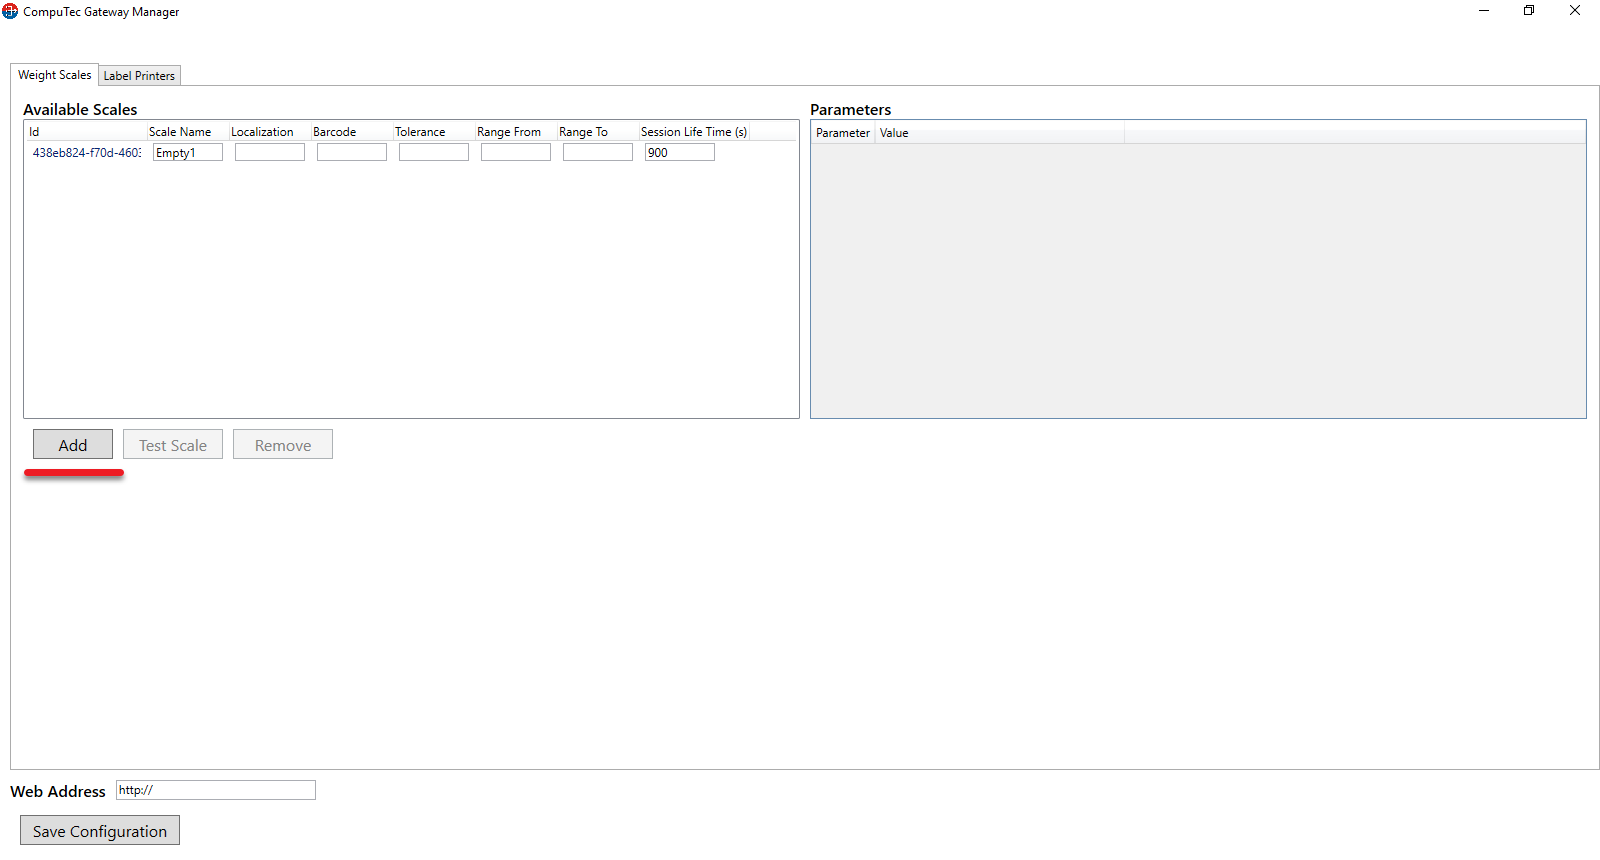 CompuTec Gateway Manager
Weight Scales Label Printers
Available Scales
Id Scale Name Localization Barcode Tolerance Range From Range To Session Life Time (s)
438eb824-f70d-460 Empty1 900
Parameters
Parameter Value
Add Test Scale Remove
Web Address http://
Save Configuration